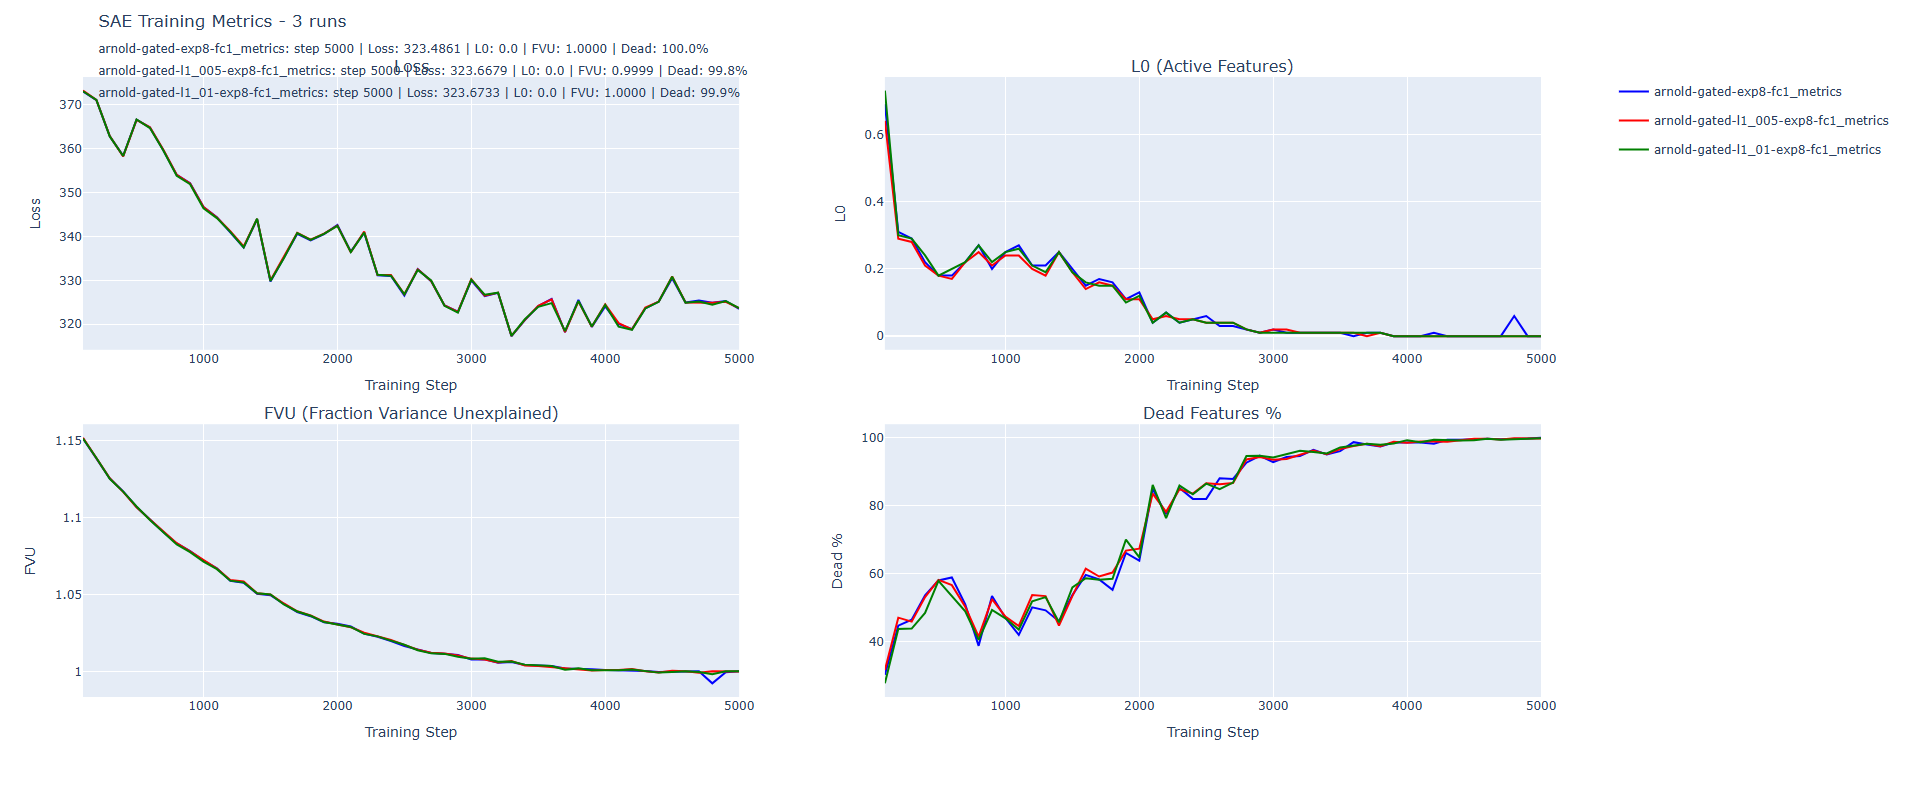 SAE Training Metrics - 3 runs
arnold-gated-exp8-fc1_metrics: step 5000 | Loss: 323.4861 | L0: 0.0 | FVU: 1.0000 | Dead: 100.0%
arnold-gated-l1_005-exp8-fc1_metrics: step 5000 | Loss: 323.6679 | L0: 0.0 | FVU: 0.9999 | Dead: 99.8%
arnold-gated-l1_01-exp8-fc1_metrics: step 5000 | Loss: 323.6733 | L0: 0.0 | FVU: 1.0000 | Dead: 99.9%
Loss
370
360
350
340
330
320
Loss
1000 2000 3000 4000 5000
Training Step
L0 (Active Features)
0.6
0.4
0.2
0
L0
1000 2000 3000 4000 5000
Training Step
arnold-gated-exp8-fc1_metrics
arnold-gated-l1_005-exp8-fc1_metrics
arnold-gated-l1_01-exp8-fc1_metrics
FVU (Fraction Variance Unexplained)
1.15
1.1
1.05
1
FVU
1000 2000 3000 4000 5000
Training Step
Dead Features %
100
80
60
40
Dead %
1000 2000 3000 4000 5000
Training Step